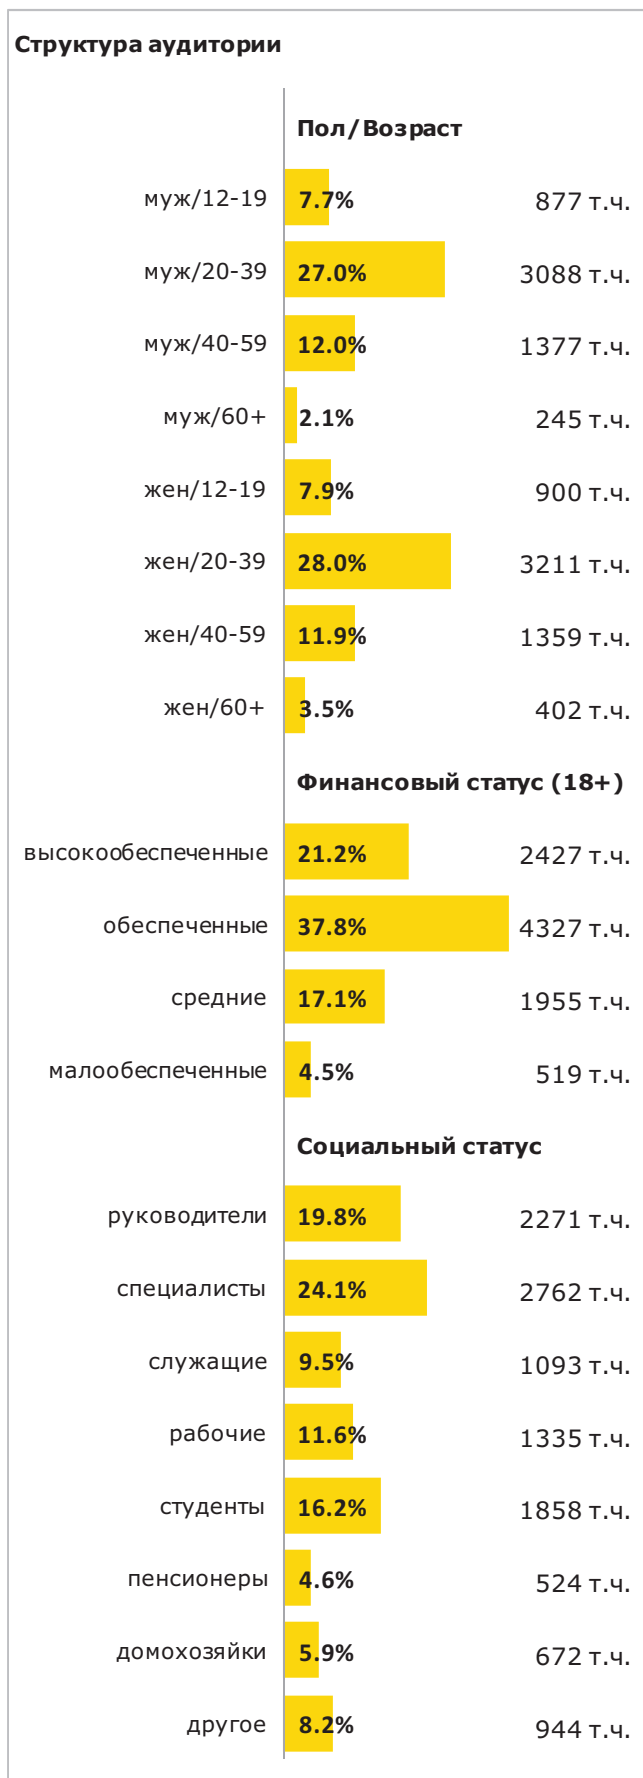 Структура аудитории
Пол/Возраст
муж/12-19 7.7% 877 т.ч.
муж/20-39 27.0% 3088 т.ч.
муж/40-59 12.0% 1377 т.ч.
муж/60+ 2.1% 245 т.ч.
жен/12-19 7.9% 900 т.ч.
жен/20-39 28.0% 3211 т.ч.
жен/40-59 11.9% 1359 т.ч.
жен/60+ 3.5% 402 т.ч.
Финансовый статус (18+)
высокообеспеченные 21.2% 2427 т.ч.
обеспеченные 37.8% 4327 т.ч.
средние 17.1% 1955 т.ч.
малообеспеченные 4.5% 519 т.ч.
Социальный статус
руководители 19.8% 2271 т.ч.
специалисты 24.1% 2762 т.ч.
служащие 9.5% 1093 т.ч.
рабочие 11.6% 1335 т.ч.
студенты 16.2% 1858 т.ч.
пенсионеры 4.6% 524 т.ч.
домохозяйки 5.9% 672 т.ч.
другое 8.2% 944 т.ч.